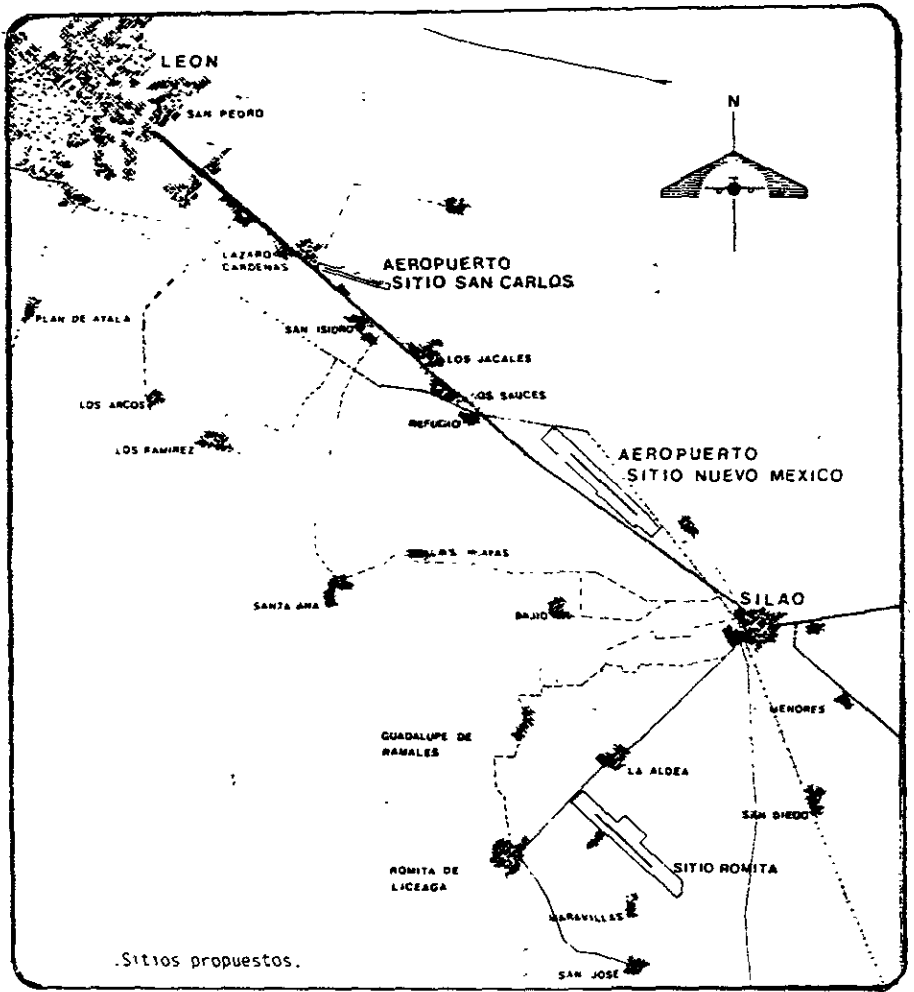 LEON
SAN PEDRO
N
LAZARO
CARDENAS
AEROPUERTO
SITIO SAN CARLOS
PLAN DE AYALA
SAN ISIDRO
LOS JACALES
LOS ARCOS
OS SAUCES
REFUGIO
LOS RAMIREZ
AEROPUERTO
SITIO NUEVO MEXICO
SANTA ANA
BAJIO
SILAO
MENORES
GUADALUPE DE
RAMALES
LA ALDEA
SAN DIEGO
SITIO ROMITA
ROMITA DE
LICEAGA
MARAVILLAS
SAN JOSE
.Sitios propuestos.